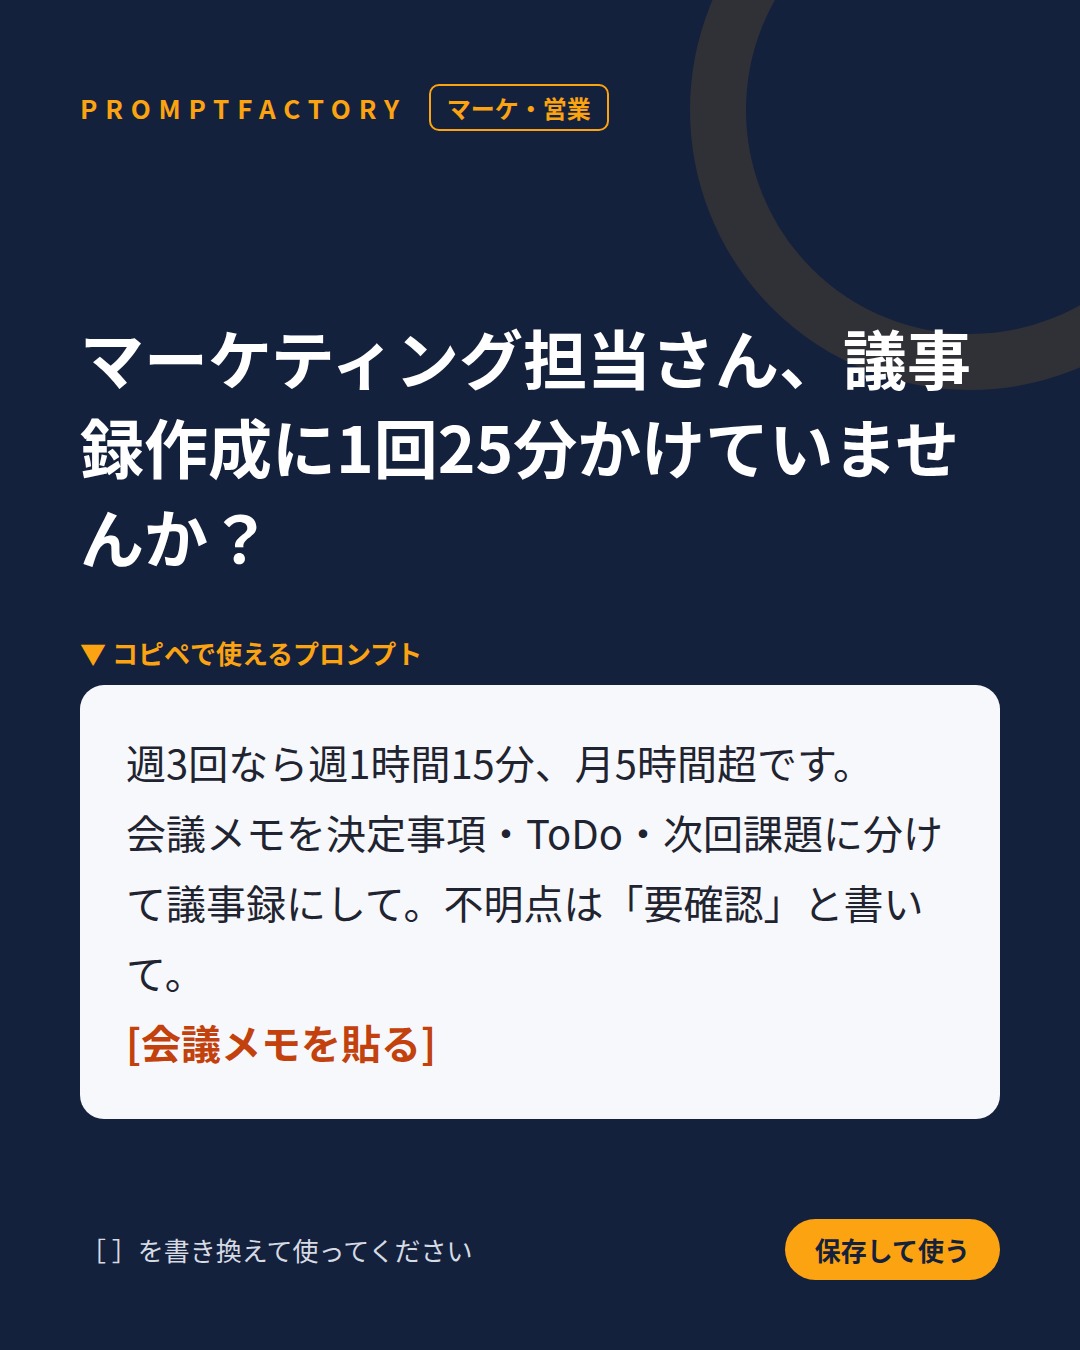 PROMPTFACTORY マーケ・営業
マーケティング担当さん、議事
録作成に1回25分かけていませ
んか？
▼ コピペで使えるプロンプト
週3回なら週1時間15分、月5時間超です。
会議メモを決定事項・ToDo・次回課題に分け
て議事録にして。不明点は「要確認」と書い
て。
[会議メモを貼る]
［ ］を書き換えて使ってください
保存して使う